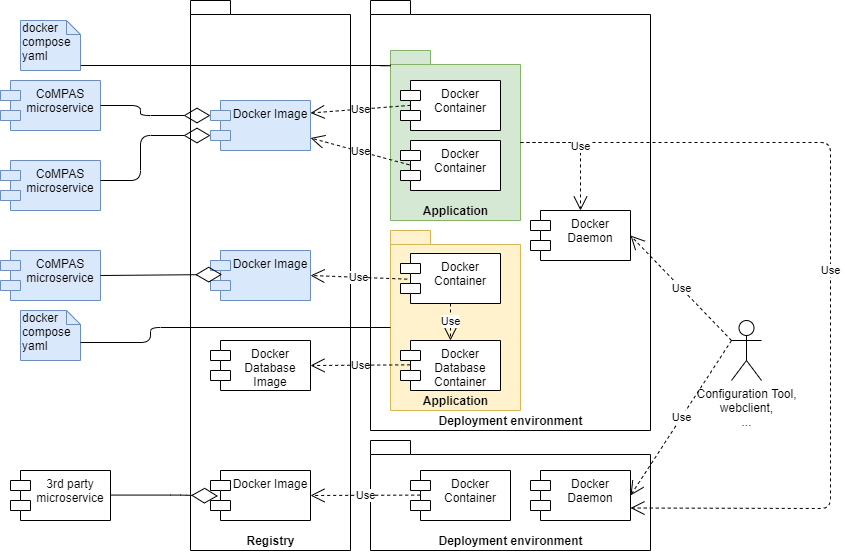 docker
compose
yaml
CoMPAS
microservice
Docker Image
Use
Use
Docker
Container
Docker
Container
Application
CoMPAS
microservice
Use
Docker
Daemon
CoMPAS
microservice
Docker Image
Use
Docker
Container
Use
Use
Use
docker
compose
yaml
Docker
Database
Image
Use
Docker
Database
Container
Application
Deployment environment
Configuration Tool,
webclient,
...
Use
3rd party
microservice
Docker Image
Use
Docker
Container
Docker
Daemon
Registry
Deployment environment